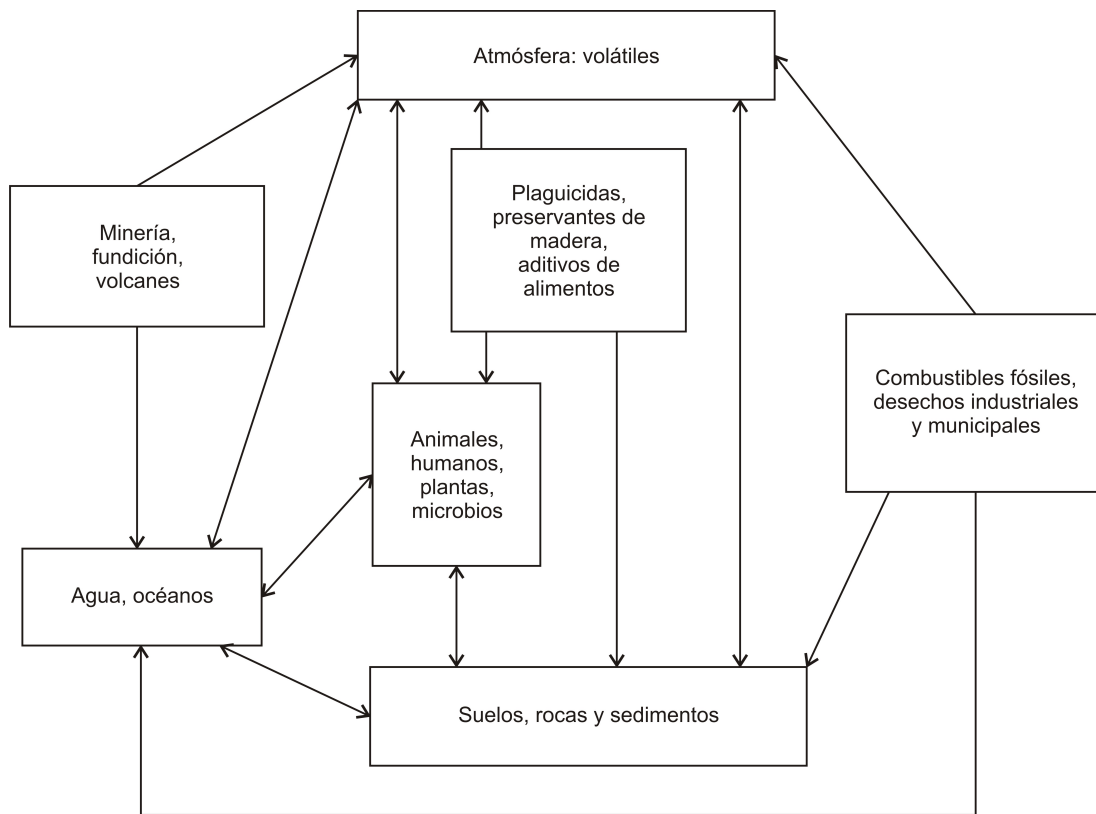 Atmósfera: volátiles
Plaguicidas,
preservantes de
madera,
aditivos de
alimentos
Minería,
fundición,
volcanes
Combustibles fósiles,
desechos industriales
y municipales
Animales,
humanos,
plantas,
microbios
Agua, océanos
Suelos, rocas y sedimentos